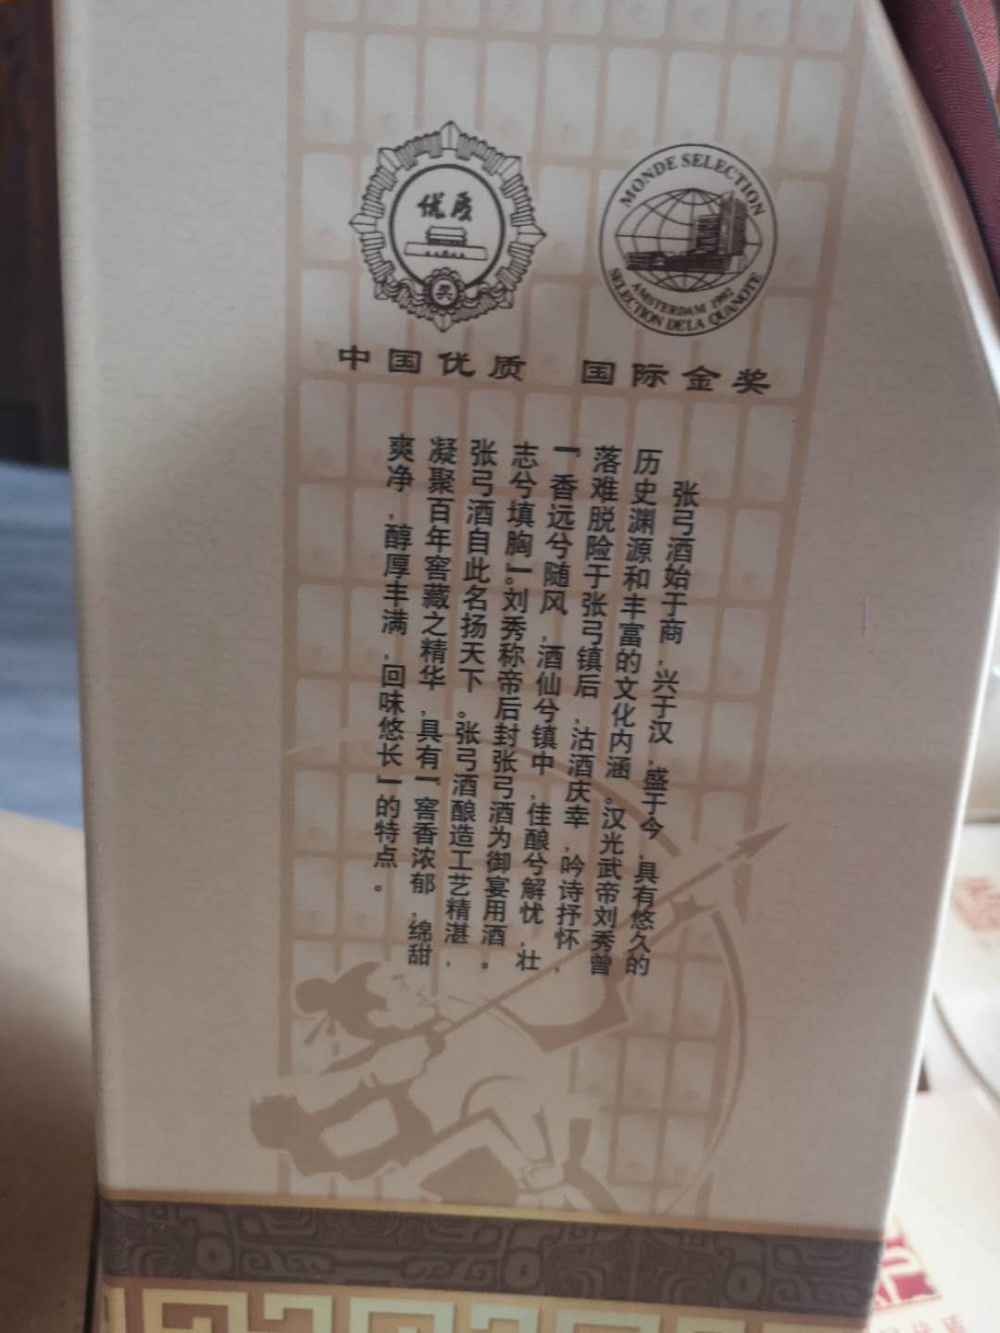 优质
奖
MONDE SELECTION
AMSTERDAM 1982
SELECTION DE LA QUANOTE
中国优质
国际金奖
张弓酒始于商，兴于汉，盛于今，具有悠久的
历史渊源和丰富的文化内涵。汉光武帝刘秀曾
落难脱险于张弓镇后，沽酒庆幸，吟诗抒怀，
“香远兮随风，酒仙兮镇中，佳酿兮解忧，壮
志兮填胸”。刘秀称帝后封张弓酒为御宴用酒。
张弓酒自此名扬天下。张弓酒酿造工艺精湛，
凝聚百年窖藏之精华，具有“窖香浓郁，绵甜
爽净，醇厚丰满，回味悠长”的特点。